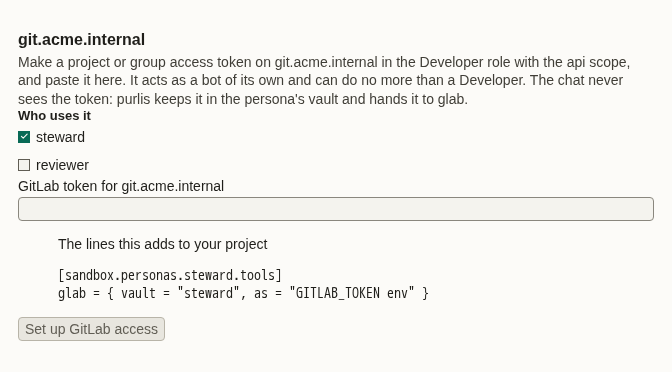 git.acme.internal
Make a project or group access token on git.acme.internal in the Developer role with the api scope,
and paste it here. It acts as a bot of its own and can do no more than a Developer. The chat never
sees the token: purlis keeps it in the persona's vault and hands it to glab.
Who uses it
steward
reviewer
GitLab token for git.acme.internal
The lines this adds to your project
[sandbox.personas.steward.tools]
glab = { vault = "steward", as = "GITLAB_TOKEN env" }
Set up GitLab access